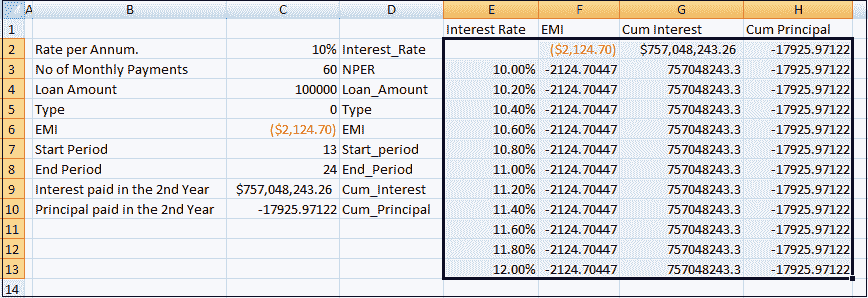 A B C D E F G H
1 Interest Rate EMI Cum Interest Cum Principal
2 Rate per Annum. 10% Interest_Rate ($2,124.70) $757,048,243.26 -17925.97122
3 No of Monthly Payments 60 NPER 10.00% -2124.70447 757048243.3 -17925.97122
4 Loan Amount 100000 Loan_Amount 10.20% -2124.70447 757048243.3 -17925.97122
5 Type 0 Type 10.40% -2124.70447 757048243.3 -17925.97122
6 EMI ($2,124.70) EMI 10.60% -2124.70447 757048243.3 -17925.97122
7 Start Period 13 Start_period 10.80% -2124.70447 757048243.3 -17925.97122
8 End Period 24 End_Period 11.00% -2124.70447 757048243.3 -17925.97122
9 Interest paid in the 2nd Year $757,048,243.26 Cum_Interest 11.20% -2124.70447 757048243.3 -17925.97122
10 Principal paid in the 2nd Year -17925.97122 Cum_Principal 11.40% -2124.70447 757048243.3 -17925.97122
11 11.60% -2124.70447 757048243.3 -17925.97122
12 11.80% -2124.70447 757048243.3 -17925.97122
13 12.00% -2124.70447 757048243.3 -17925.97122
14